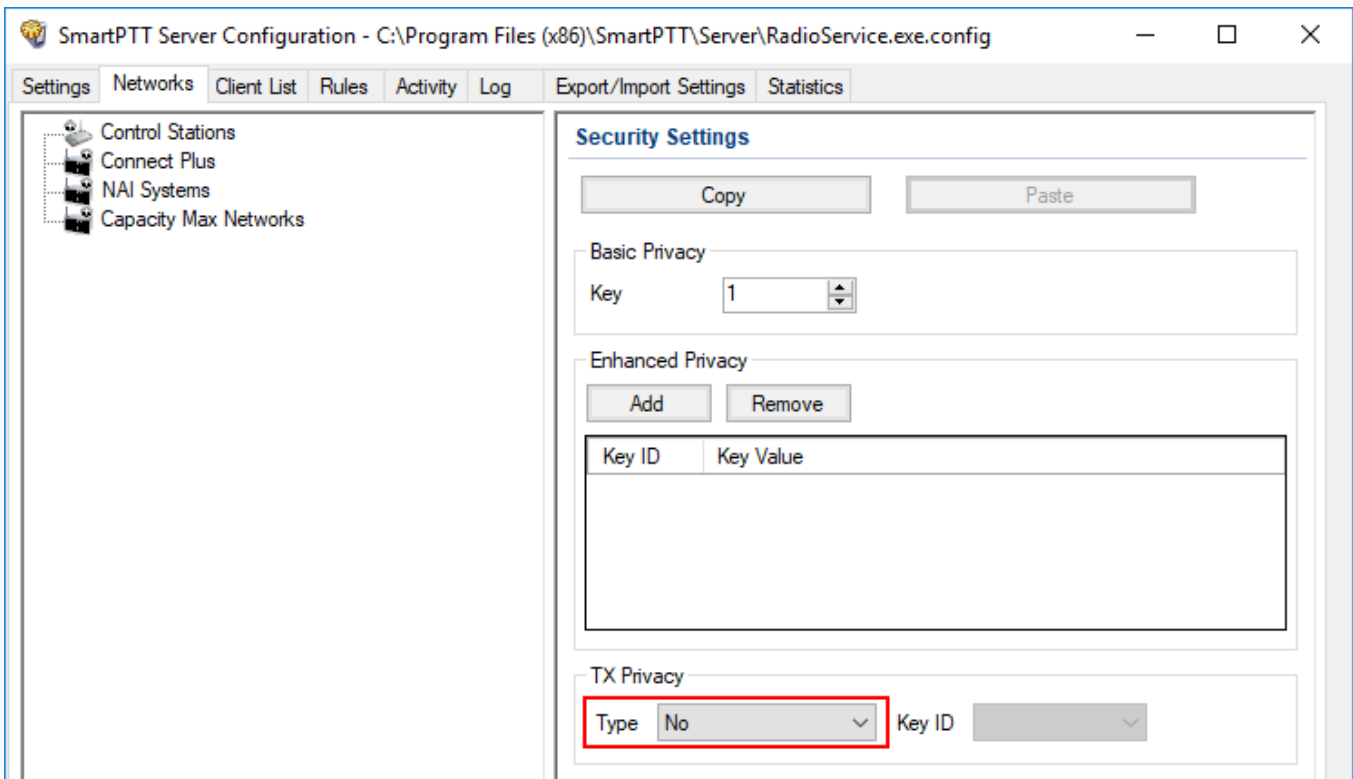 SmartPTT Server Configuration - C:\Program Files (x86)\SmartPTT\Server\RadioService.exe.config
Settings Networks Client List Rules Activity Log Export/Import Settings Statistics
Control Stations
Connect Plus
NAI Systems
Capacity Max Networks
Security Settings
Copy Paste
Basic Privacy
Key 1
Enhanced Privacy
Add Remove
Key ID Key Value
TX Privacy
Type No Key ID